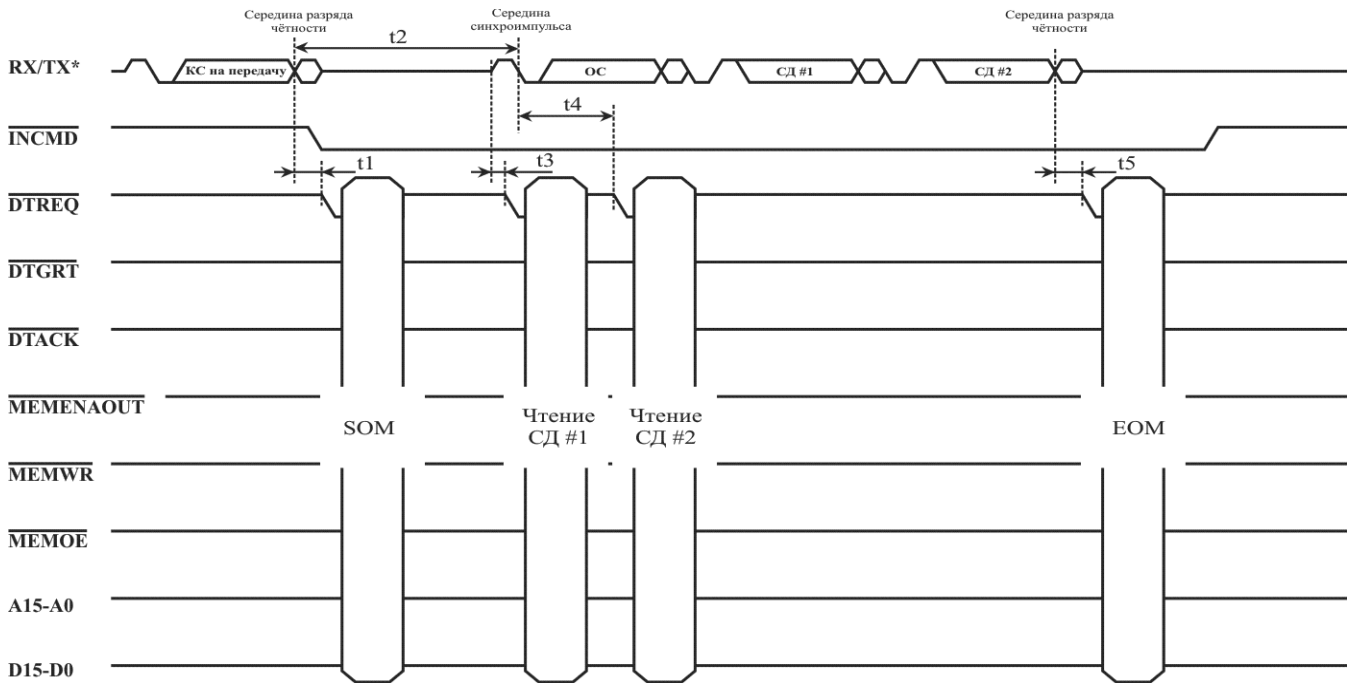 Середина разряда
чётности
Середина
синхроимпульса
Середина разряда
чётности
t2
RX/TX*
КС на передачу
ОС
СД #1
СД #2
t4
INCMD
t1
t3
t5
DTREQ
DTGRT
DTACK
MEMENAOUT
SOM
Чтение
СД #1
Чтение
СД #2
EOM
MEMWR
MEMOE
A15-A0
D15-D0